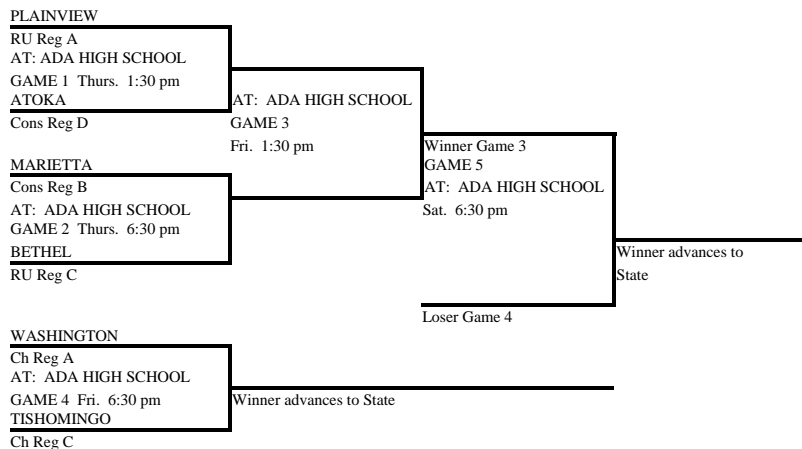 PLAINVIEW
RU Reg A
AT: ADA HIGH SCHOOL
GAME 1 Thurs. 1:30 pm
ATOKA
Cons Reg D
AT: ADA HIGH SCHOOL
GAME 3
Fri. 1:30 pm
MARIETTA
Cons Reg B
AT: ADA HIGH SCHOOL
GAME 2 Thurs. 6:30 pm
BETHEL
RU Reg C
Winner Game 3
GAME 5
AT: ADA HIGH SCHOOL
Sat. 6:30 pm
Loser Game 4
Winner advances to
State
WASHINGTON
Ch Reg A
AT: ADA HIGH SCHOOL
GAME 4 Fri. 6:30 pm
TISHOMINGO
Ch Reg C
Winner advances to State